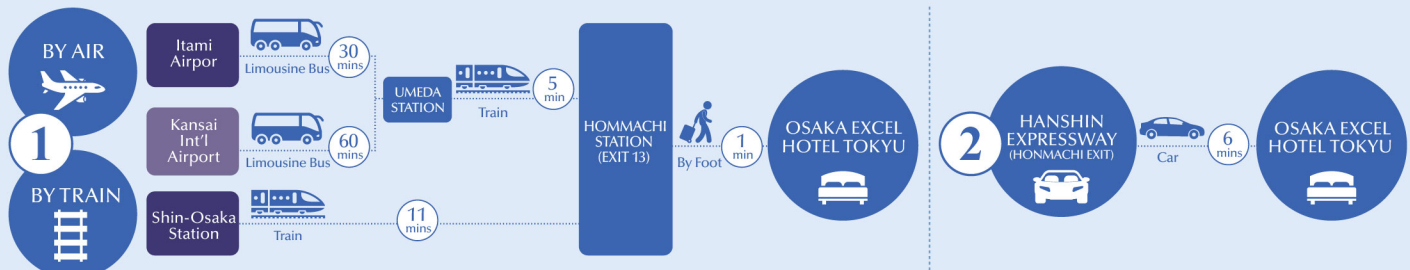 1
BY AIR
BY TRAIN
Itami
Airpor
Limousine Bus
30
mins
Kansai
Int'l
Airport
Limousine Bus
60
mins
UMEDA
STATION
Train
5
min
Shin-Osaka
Station
Train
11
mins
HOMMACHI
STATION
(EXIT 13)
By Foot
1
min
OSAKA EXCEL
HOTEL TOKYU
2
HANSHIN
EXPRESSWAY
(HONMACHI EXIT)
Car
6
mins
OSAKA EXCEL
HOTEL TOKYU